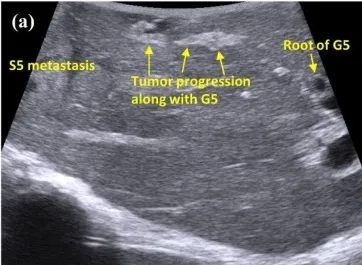 (a)
Root of G5
S5 metastasis
Tumor progression
along with G5